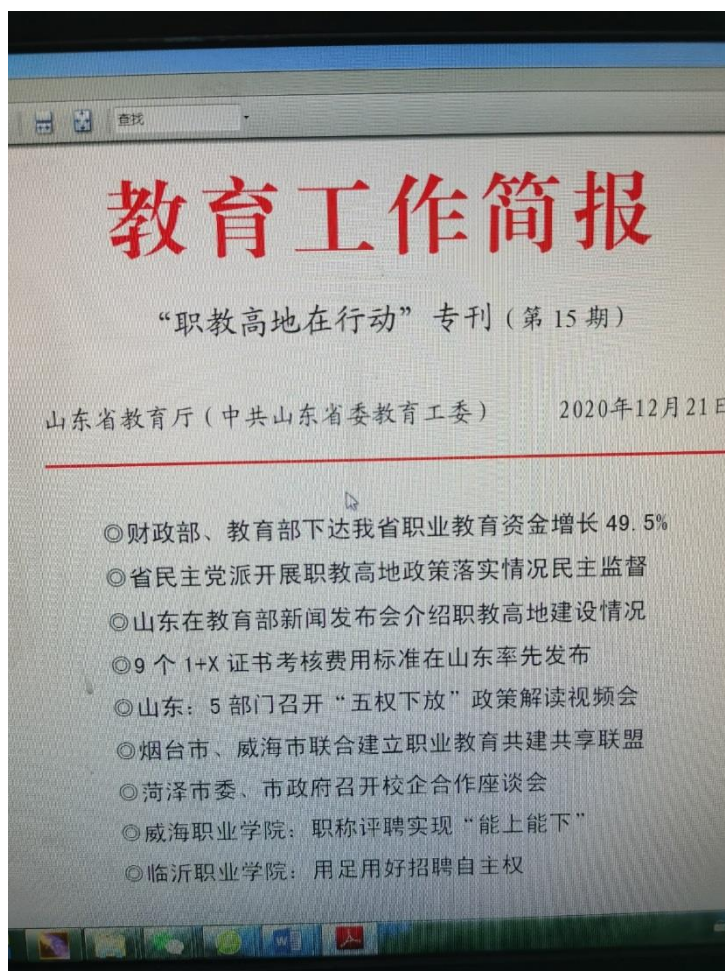 查找
教育工作简报
“职教高地在行动”专刊（第 15 期）
山东省教育厅（中共山东省委教育工委） 2020年12月21日
◎财政部、教育部下达我省职业教育资金增长 49.5%
◎省民主党派开展职教高地政策落实情况民主监督
◎山东在教育部新闻发布会介绍职教高地建设情况
◎9 个 1+X 证书考核费用标准在山东率先发布
◎山东：5 部门召开“五权下放”政策解读视频会
◎烟台市、威海市联合建立职业教育共建共享联盟
◎菏泽市委、市政府召开校企合作座谈会
◎威海职业学院：职称评聘实现“能上能下”
◎临沂职业学院：用足用好招聘自主权